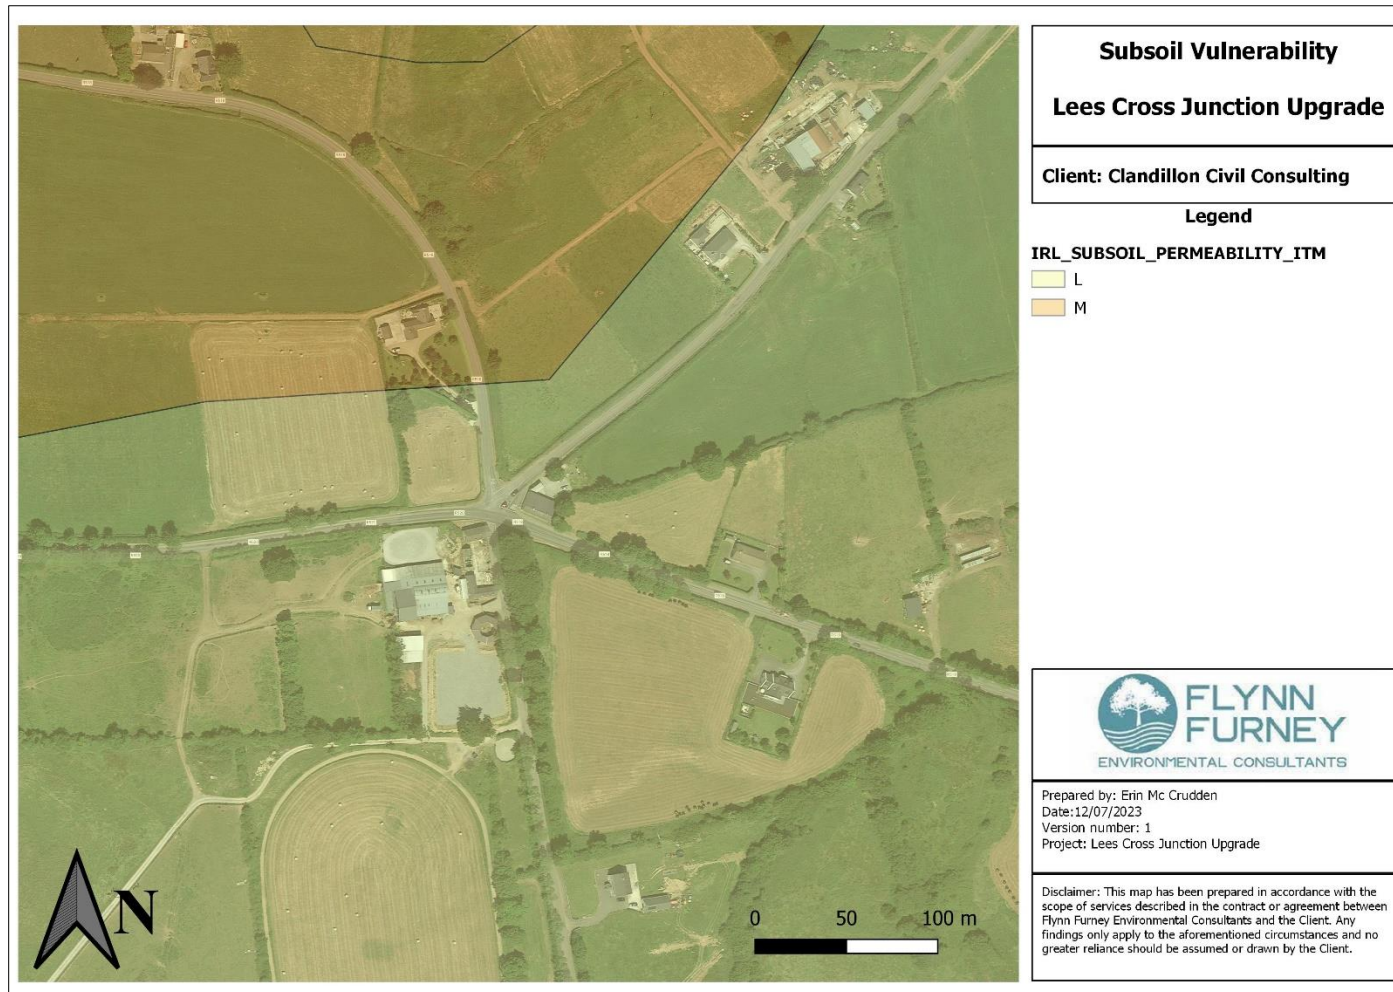 Subsoil Vulnerability
Lees Cross Junction Upgrade
Client: Clandillon Civil Consulting
Legend
IRL_SUBSOIL_PERMEABILITY_ITM
L
M
N
0 50 100 m
FLYNN
FURNEY
ENVIRONMENTAL CONSULTANTS
Prepared by: Erin Mc Crudden
Date:12/07/2023
Version number: 1
Project: Lees Cross Junction Upgrade
Disclaimer: This map has been prepared in accordance with the
scope of services described in the contract or agreement between
Flynn Furney Environmental Consultants and the Client. Any
findings only apply to the aforementioned circumstances and no
greater reliance should be assumed or drawn by the Client.